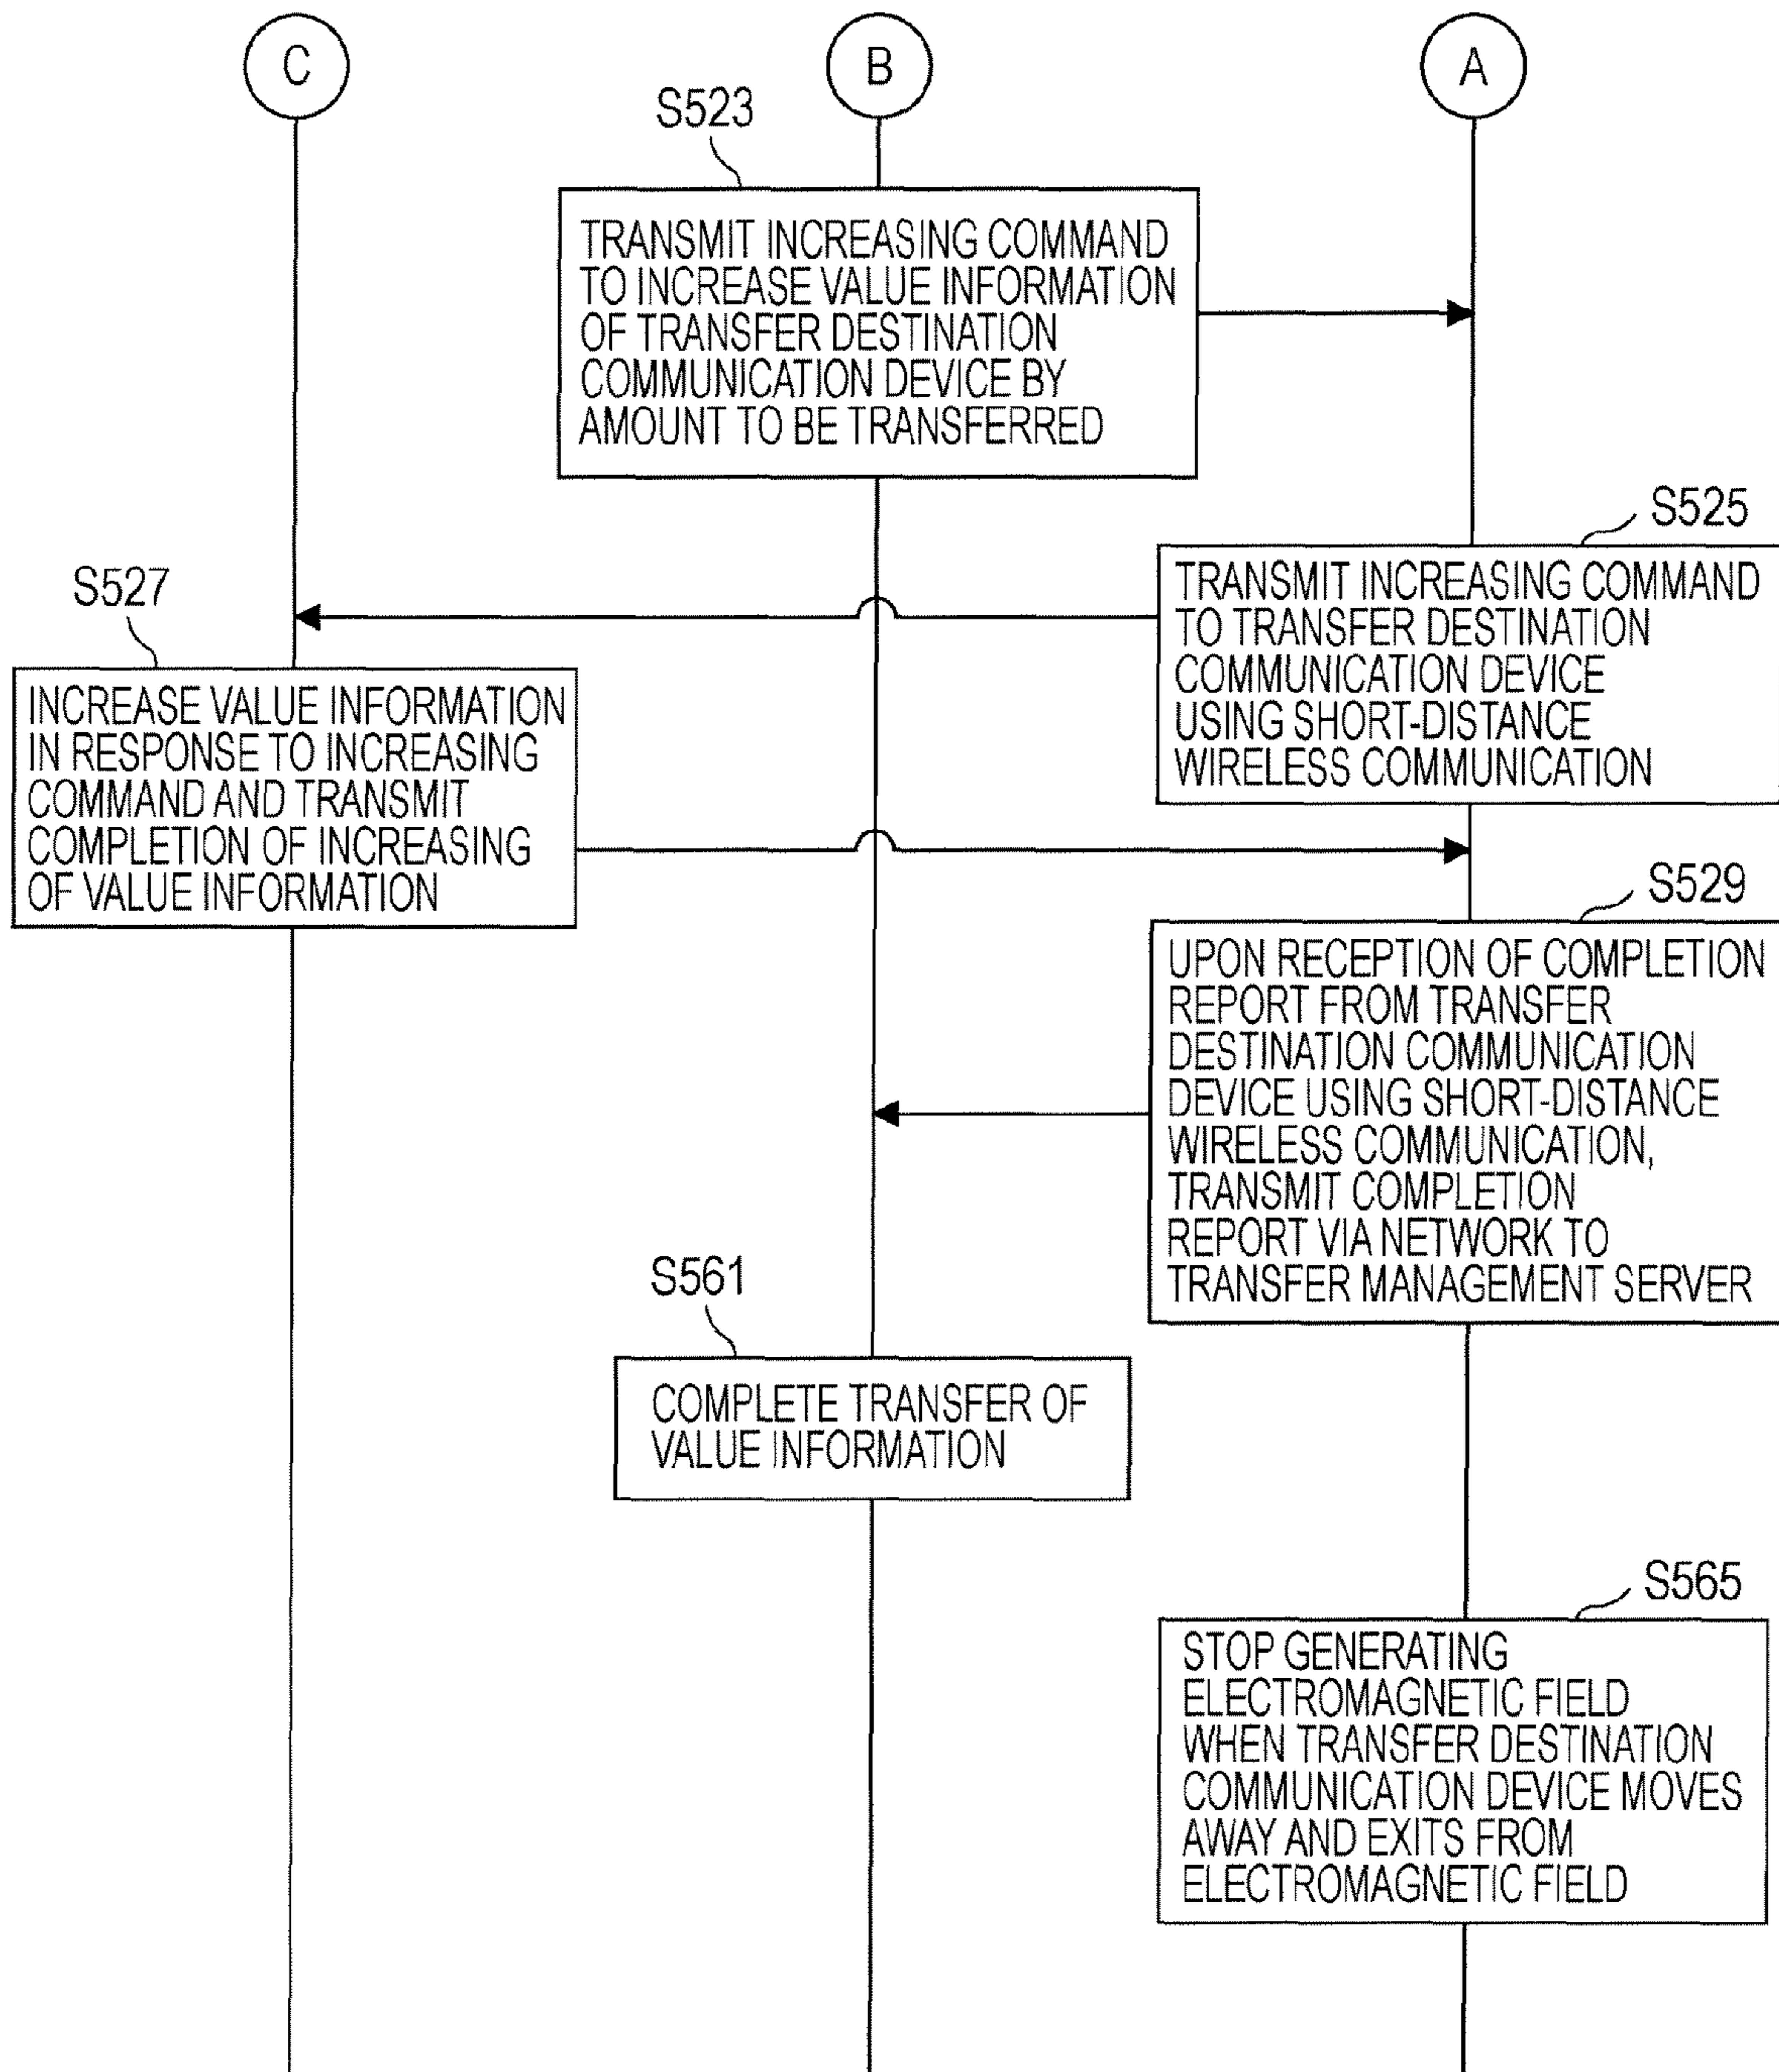 C
B
A
S523
TRANSMIT INCREASING COMMAND
TO INCREASE VALUE INFORMATION
OF TRANSFER DESTINATION
COMMUNICATION DEVICE BY
AMOUNT TO BE TRANSFERRED
S525
TRANSMIT INCREASING COMMAND
TO TRANSFER DESTINATION
COMMUNICATION DEVICE
USING SHORT-DISTANCE
WIRELESS COMMUNICATION
S527
INCREASE VALUE INFORMATION
IN RESPONSE TO INCREASING
COMMAND AND TRANSMIT
COMPLETION OF INCREASING
OF VALUE INFORMATION
S529
UPON RECEPTION OF COMPLETION
REPORT FROM TRANSFER
DESTINATION COMMUNICATION
DEVICE USING SHORT-DISTANCE
WIRELESS COMMUNICATION,
TRANSMIT COMPLETION
REPORT VIA NETWORK TO
TRANSFER MANAGEMENT SERVER
S561
COMPLETE TRANSFER OF
VALUE INFORMATION
S565
STOP GENERATING
ELECTROMAGNETIC FIELD
WHEN TRANSFER DESTINATION
COMMUNICATION DEVICE MOVES
AWAY AND EXITS FROM
ELECTROMAGNETIC FIELD